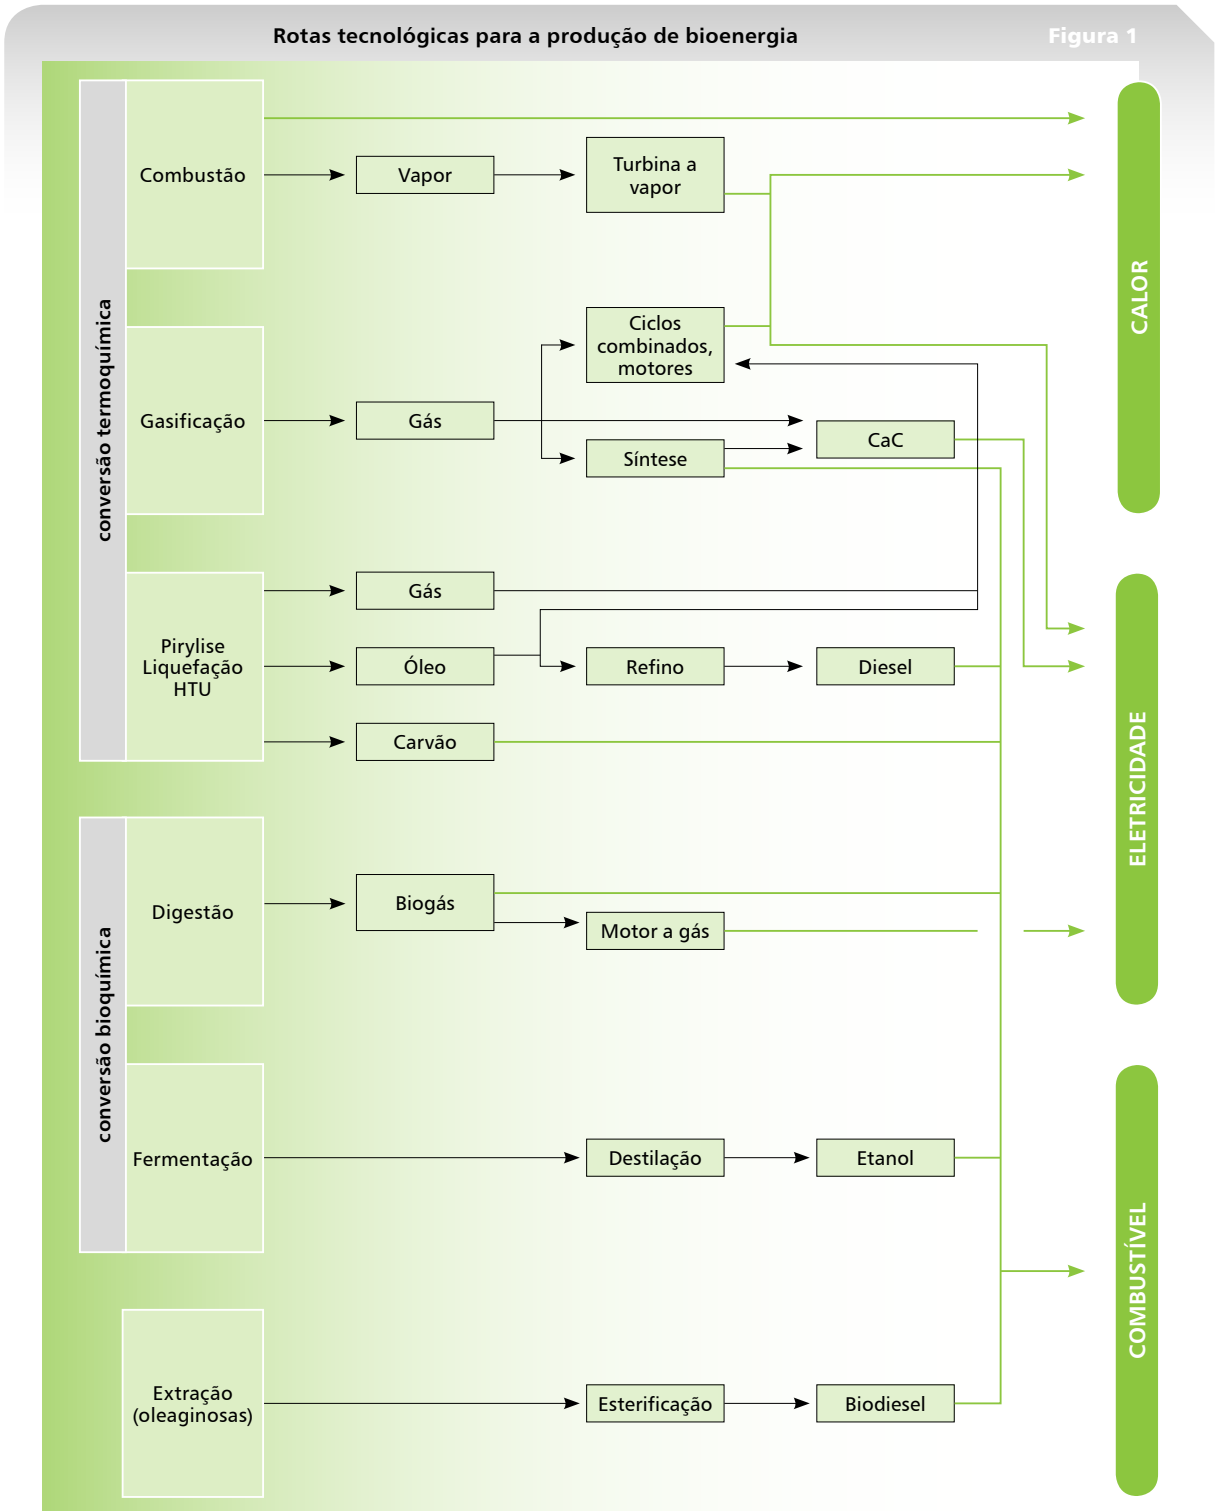 Rotas tecnológicas para a produção de bioenergia
Figura 1
conversão termoquímica
Combustão
Vapor
Turbina a
vapor
CALOR
Gasificação
Gás
Ciclos
combinados,
motores
Síntese
CaC
Pirylise
Liquefação
HTU
Gás
Óleo
Refino
Diesel
Carvão
ELETRICIDADE
conversão bioquímica
Digestão
Biogás
Motor a gás
Fermentação
Destilação
Etanol
COMBUSTÍVEL
Extração
(oleaginosas)
Esterificação
Biodiesel